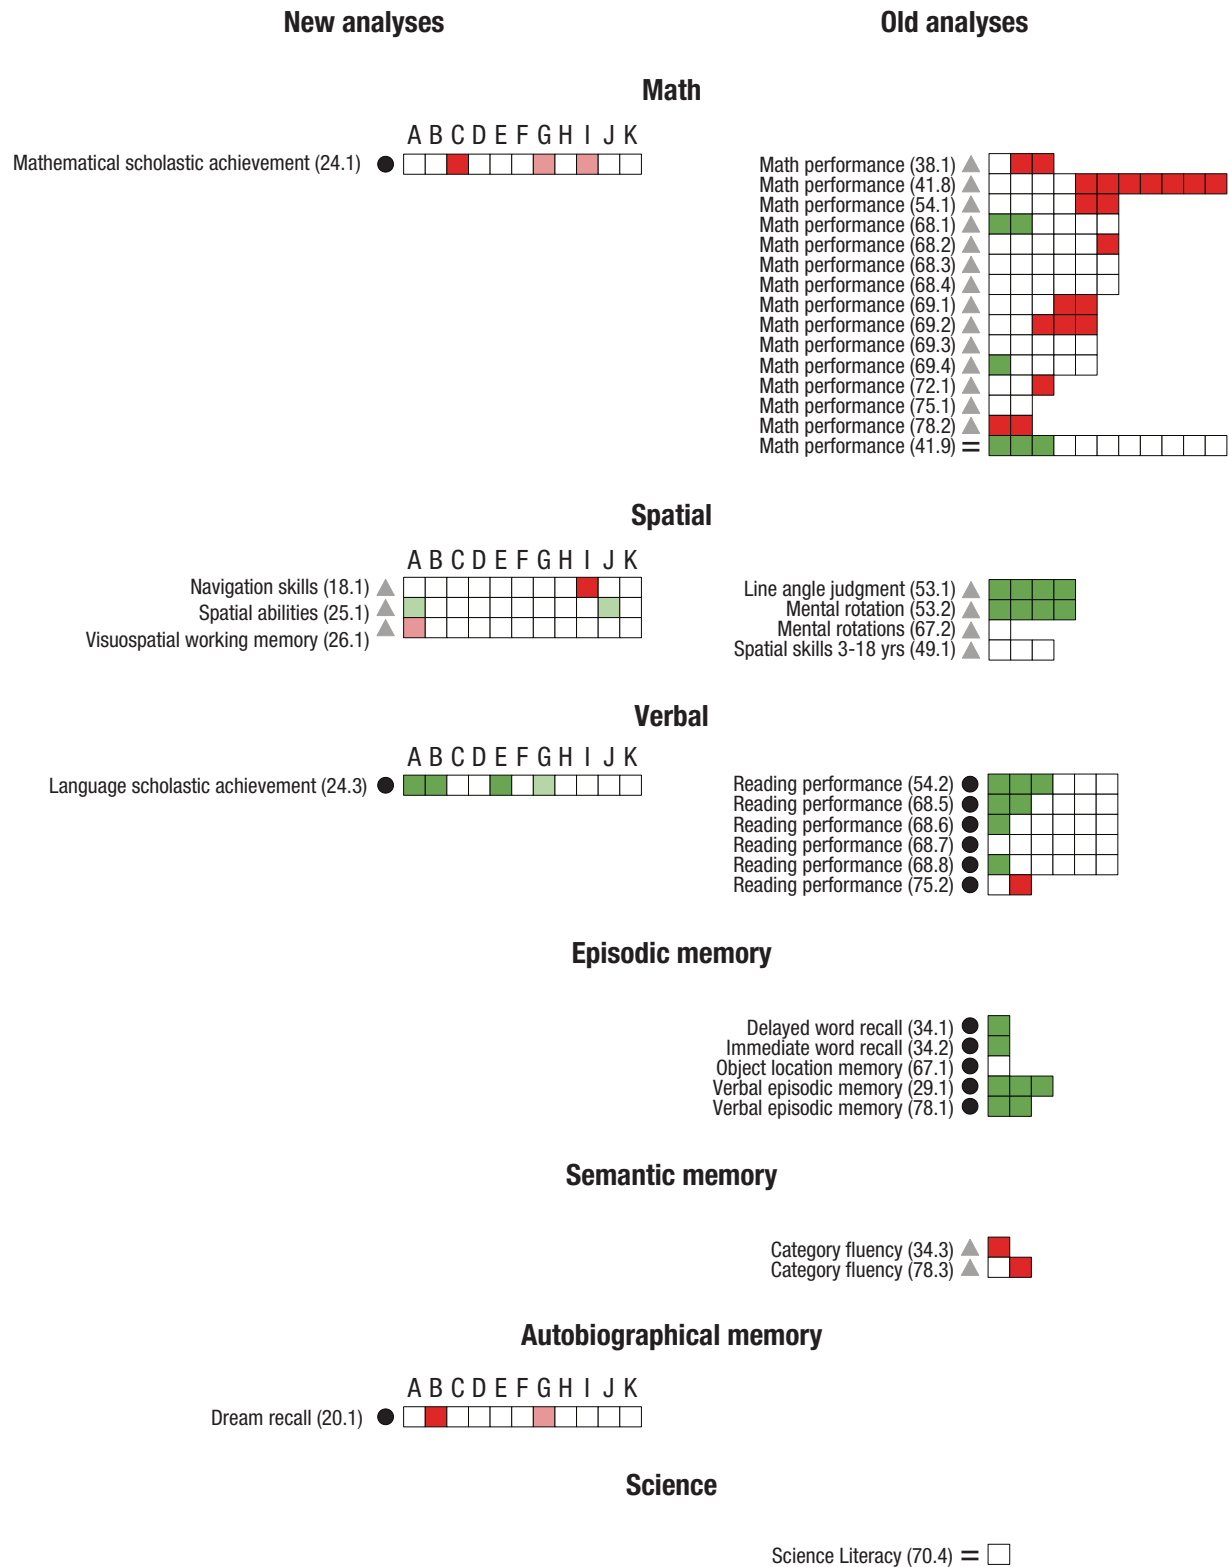 New analyses
Old analyses
Math
A B C D E F G H I J K
Mathematical scholastic achievement (24.1)
Math performance (38.1)
Math performance (41.8)
Math performance (54.1)
Math performance (68.1)
Math performance (68.2)
Math performance (68.3)
Math performance (68.4)
Math performance (69.1)
Math performance (69.2)
Math performance (69.3)
Math performance (69.4)
Math performance (72.1)
Math performance (75.1)
Math performance (78.2)
Math performance (41.9) =
Spatial
A B C D E F G H I J K
Navigation skills (18.1)
Spatial abilities (25.1)
Visuospatial working memory (26.1)
Line angle judgment (53.1)
Mental rotation (53.2)
Mental rotations (67.2)
Spatial skills 3-18 yrs (49.1)
Verbal
A B C D E F G H I J K
Language scholastic achievement (24.3)
Reading performance (54.2)
Reading performance (68.5)
Reading performance (68.6)
Reading performance (68.7)
Reading performance (68.8)
Reading performance (75.2)
Episodic memory
Delayed word recall (34.1)
Immediate word recall (34.2)
Object location memory (67.1)
Verbal episodic memory (29.1)
Verbal episodic memory (78.1)
Semantic memory
Category fluency (34.3)
Category fluency (78.3)
Autobiographical memory
A B C D E F G H I J K
Dream recall (20.1)
Science
Science Literacy (70.4) =